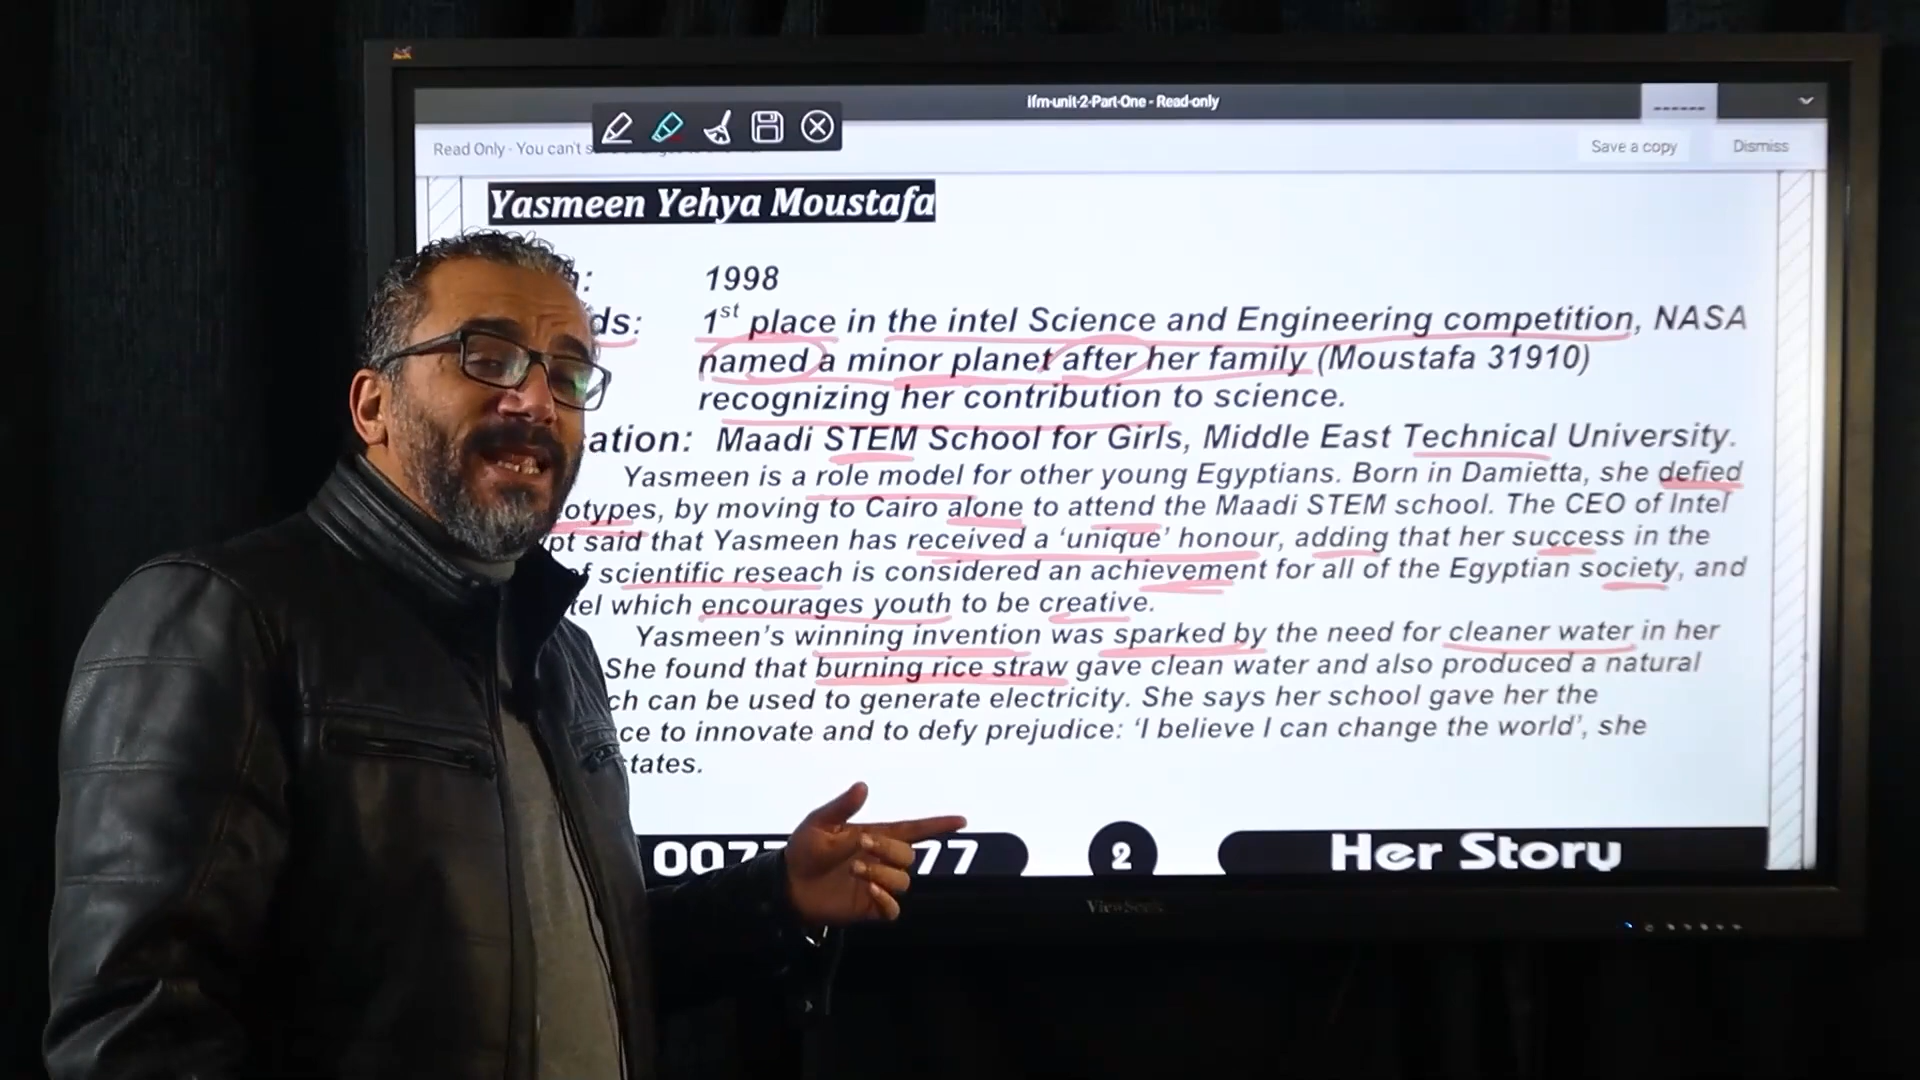 ifm-unit-2-Part-One - Read-only
Read Only - You can't s
Save a copy
Dismiss
Yasmeen Yehya Moustafa
1998
ds: 1st place in the intel Science and Engineering competition, NASA
named a minor planet after her family (Moustafa 31910)
recognizing her contribution to science.
ation: Maadi STEM School for Girls, Middle East Technical University.
Yasmeen is a role model for other young Egyptians. Born in Damietta, she defied
otypes, by moving to Cairo alone to attend the Maadi STEM school. The CEO of Intel
pt said that Yasmeen has received a 'unique' honour, adding that her success in the
of scientific reseach is considered an achievement for all of the Egyptian society, and
tel which encourages youth to be creative.
Yasmeen's winning invention was sparked by the need for cleaner water in her
She found that burning rice straw gave clean water and also produced a natural
ch can be used to generate electricity. She says her school gave her the
ce to innovate and to defy prejudice: 'I believe I can change the world', she
tates.
0077 77
2
Her Story
ViewSonic